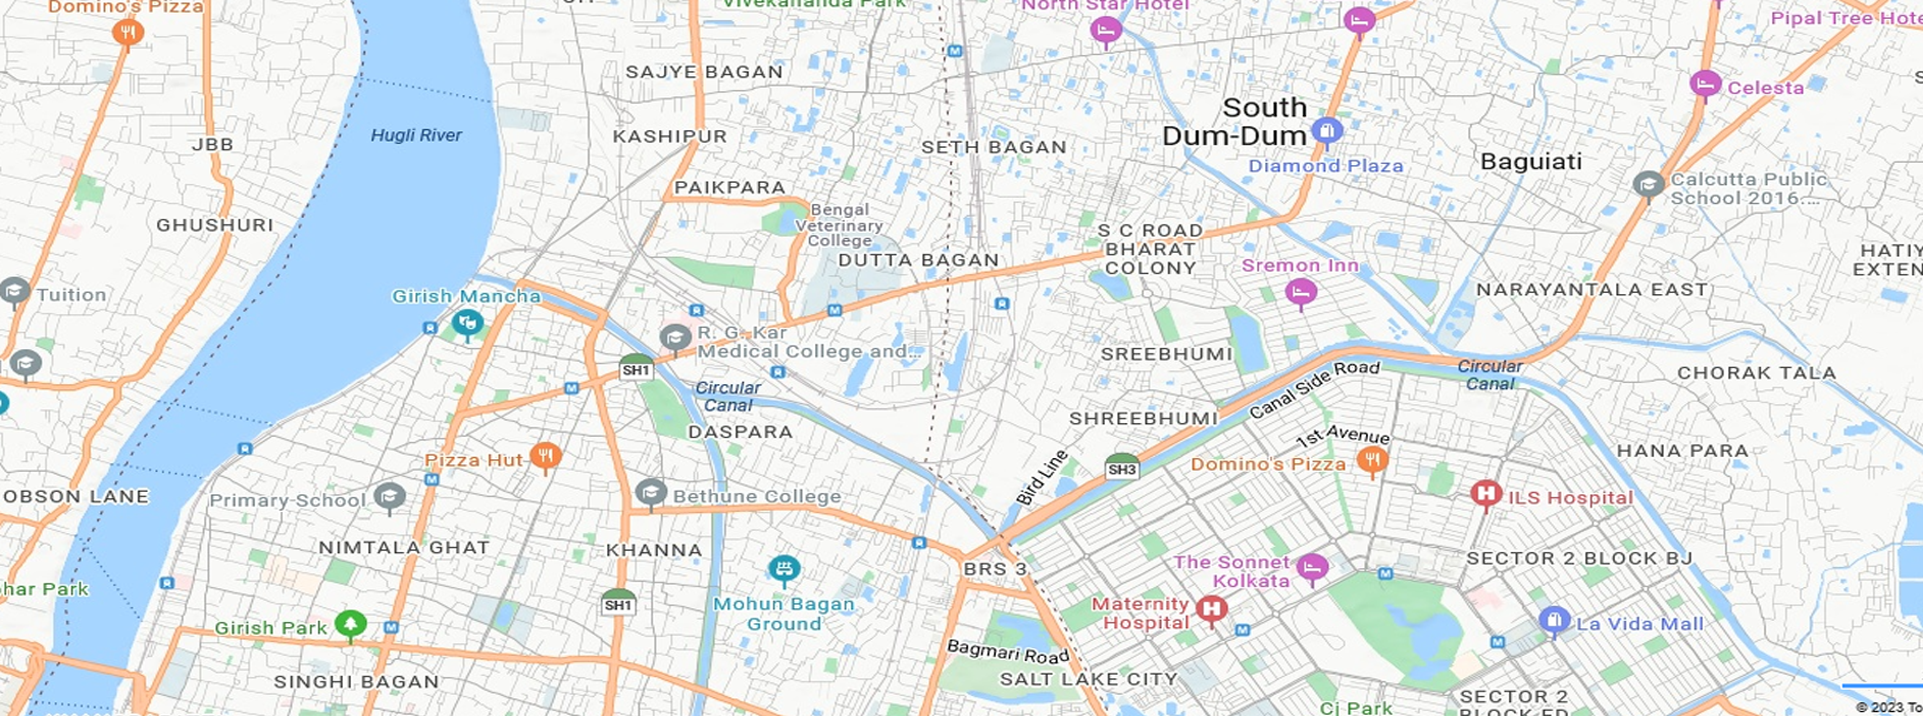 Domino's Pizza
Vivekananda Park
North Star Hotel
Pipal Tree Hote
SAJYE BAGAN
Celesta
South
Dum-Dum
Hugli River
KASHIPUR
JBB
SETH BAGAN
Diamond Plaza
Baguiati
PAIKPARA
Calcutta Public
School 2016....
GHUSHURI
Bengal
Veterinary
College
S C ROAD
BHARAT
COLONY
DUTTA BAGAN
HATIY
EXTEN
Sremon Inn
Tuition
Girish Mancha
NARAYANTALA EAST
R. G. Kar
Medical College and...
SREEBHUMI
SH1
Circular
Canal
Canal Side Road
Circular
Canal
CHORAK TALA
SHREEBHUMI
DASPARA
1st Avenue
HANA PARA
Pizza Hut
Bird Line
SH3
Domino's Pizza
OBSON LANE
Primary School
Bethune College
ILS Hospital
NIMTALA GHAT
KHANNA
BRS 3
The Sonnet
Kolkata
SECTOR 2 BLOCK BJ
har Park
SH1
Mohun Bagan
Ground
Maternity
Hospital
Girish Park
La Vida Mall
Bagmari Road
SINGHI BAGAN
SALT LAKE CITY
SECTOR 2
BLOCK ED
CJ Park
© 2023 To